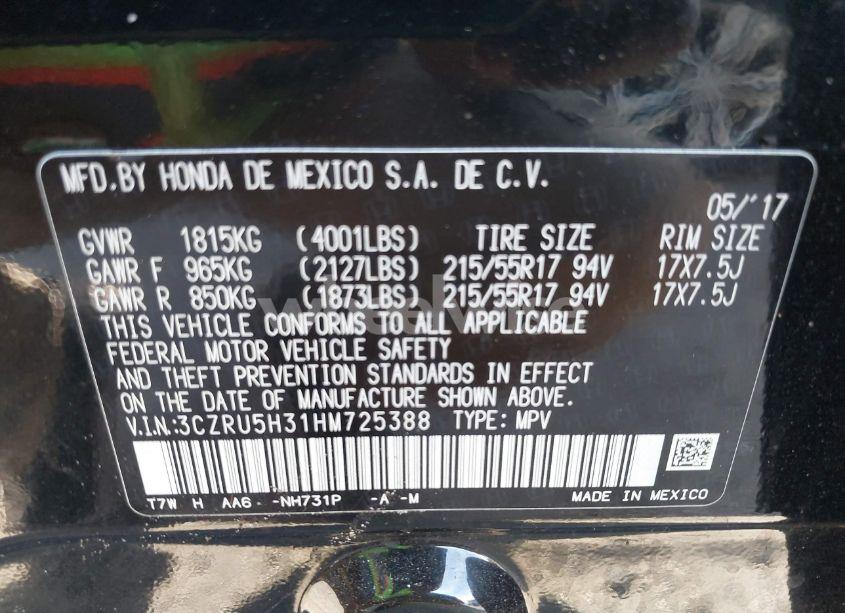 MFD.BY HONDA DE MEXICO S.A. DE C.V.
05/'17
GVWR 1815KG (4001LBS) TIRE SIZE RIM SIZE
GAWR F 965KG (2127LBS) 215/55R17 94V 17X7.5J
GAWR R 850KG (1873LBS) 215/55R17 94V 17X7.5J
THIS VEHICLE CONFORMS TO ALL APPLICABLE
FEDERAL MOTOR VEHICLE SAFETY
AND THEFT PREVENTION STANDARDS IN EFFECT
ON THE DATE OF MANUFACTURE SHOWN ABOVE.
V.I.N.:3CZRU5H31HM725388 TYPE: MPV
T7W H AA6 -NH731P -A -M
MADE IN MEXICO